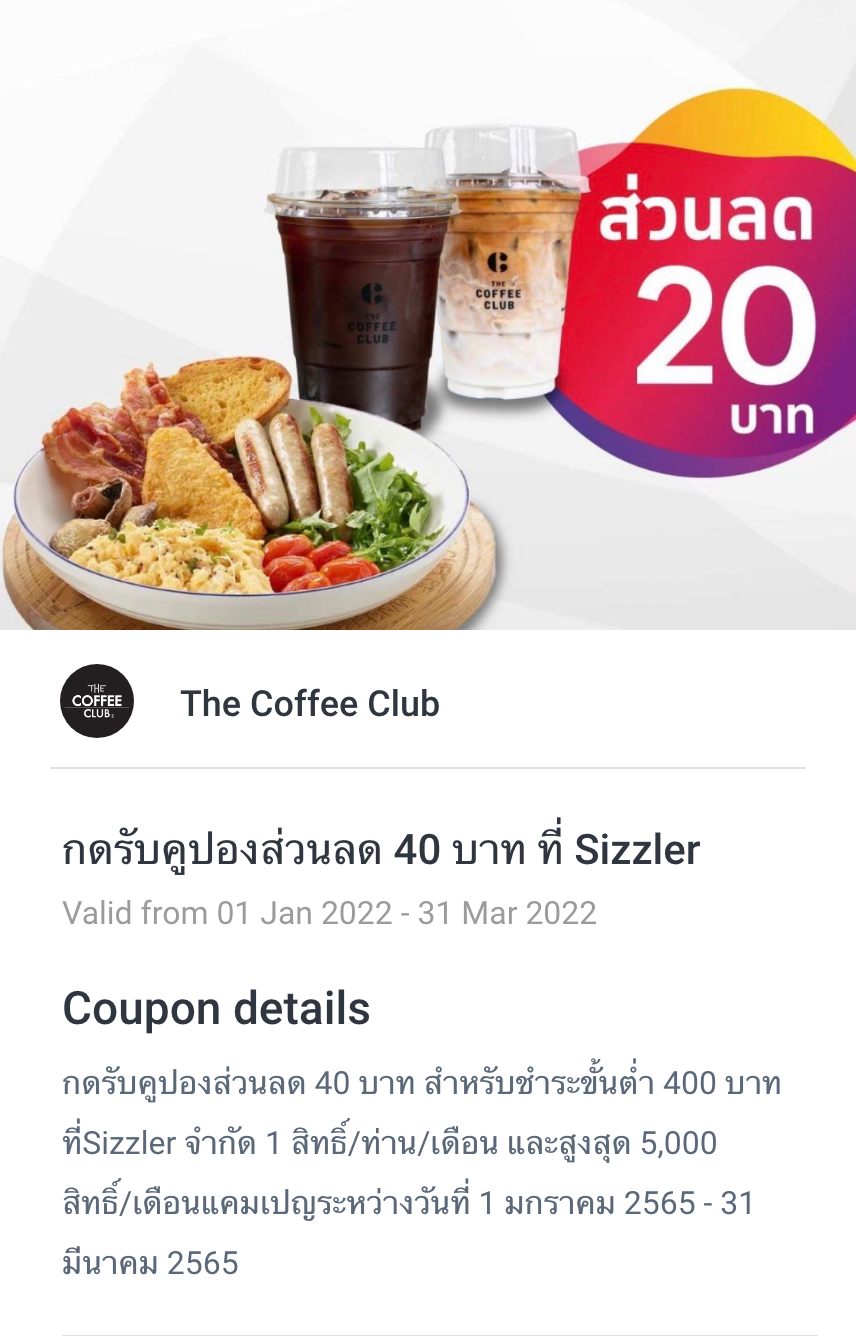 ส่วนลด
20
บาท
THE
COFFEE
CLUB
THE
COFFEE
CLUB
THE
COFFEE
CLUB
The Coffee Club
กดรับคูปองส่วนลด 40 บาท ที่ Sizzler
Valid from 01 Jan 2022 - 31 Mar 2022
Coupon details
กดรับคูปองส่วนลด 40 บาท สำหรับชำระขั้นต่ำ 400 บาท
ที่Sizzler จำกัด 1 สิทธิ์/ท่าน/เดือน และสูงสุด 5,000
สิทธิ์/เดือนแคมเปญระหว่างวันที่ 1 มกราคม 2565 - 31
มีนาคม 2565